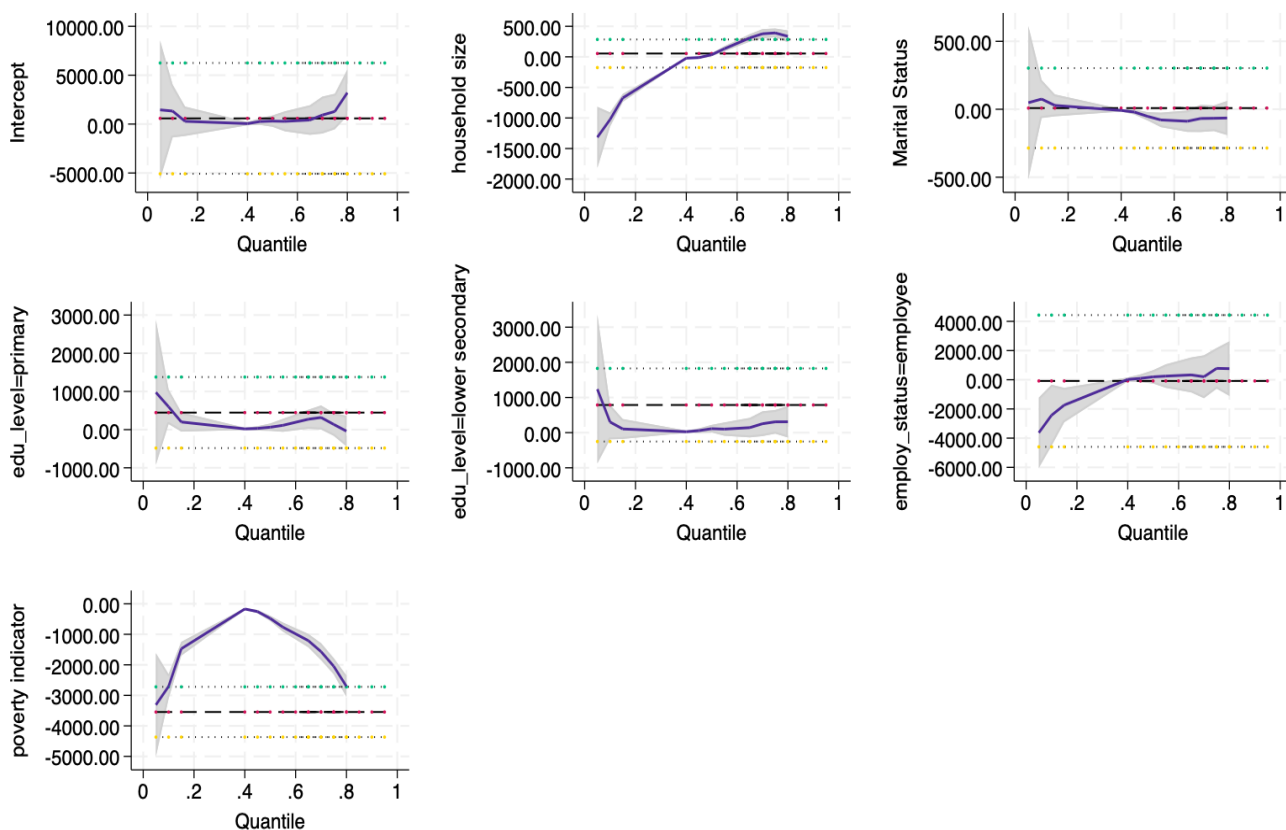 Intercept
10000.00
5000.00
0.00
-5000.00
0 .2 .4 .6 .8 1
Quantile
household size
500.00
0.00
-500.00
-1000.00
-1500.00
-2000.00
0 .2 .4 .6 .8 1
Quantile
Marital Status
500.00
0.00
-500.00
0 .2 .4 .6 .8 1
Quantile
edu_level=primary
3000.00
2000.00
1000.00
0.00
-1000.00
0 .2 .4 .6 .8 1
Quantile
edu_level=lower secondary
3000.00
2000.00
1000.00
0.00
-1000.00
0 .2 .4 .6 .8 1
Quantile
employ_status=employee
4000.00
2000.00
0.00
-2000.00
-4000.00
-6000.00
0 .2 .4 .6 .8 1
Quantile
poverty indicator
0.00
-1000.00
-2000.00
-3000.00
-4000.00
-5000.00
0 .2 .4 .6 .8 1
Quantile